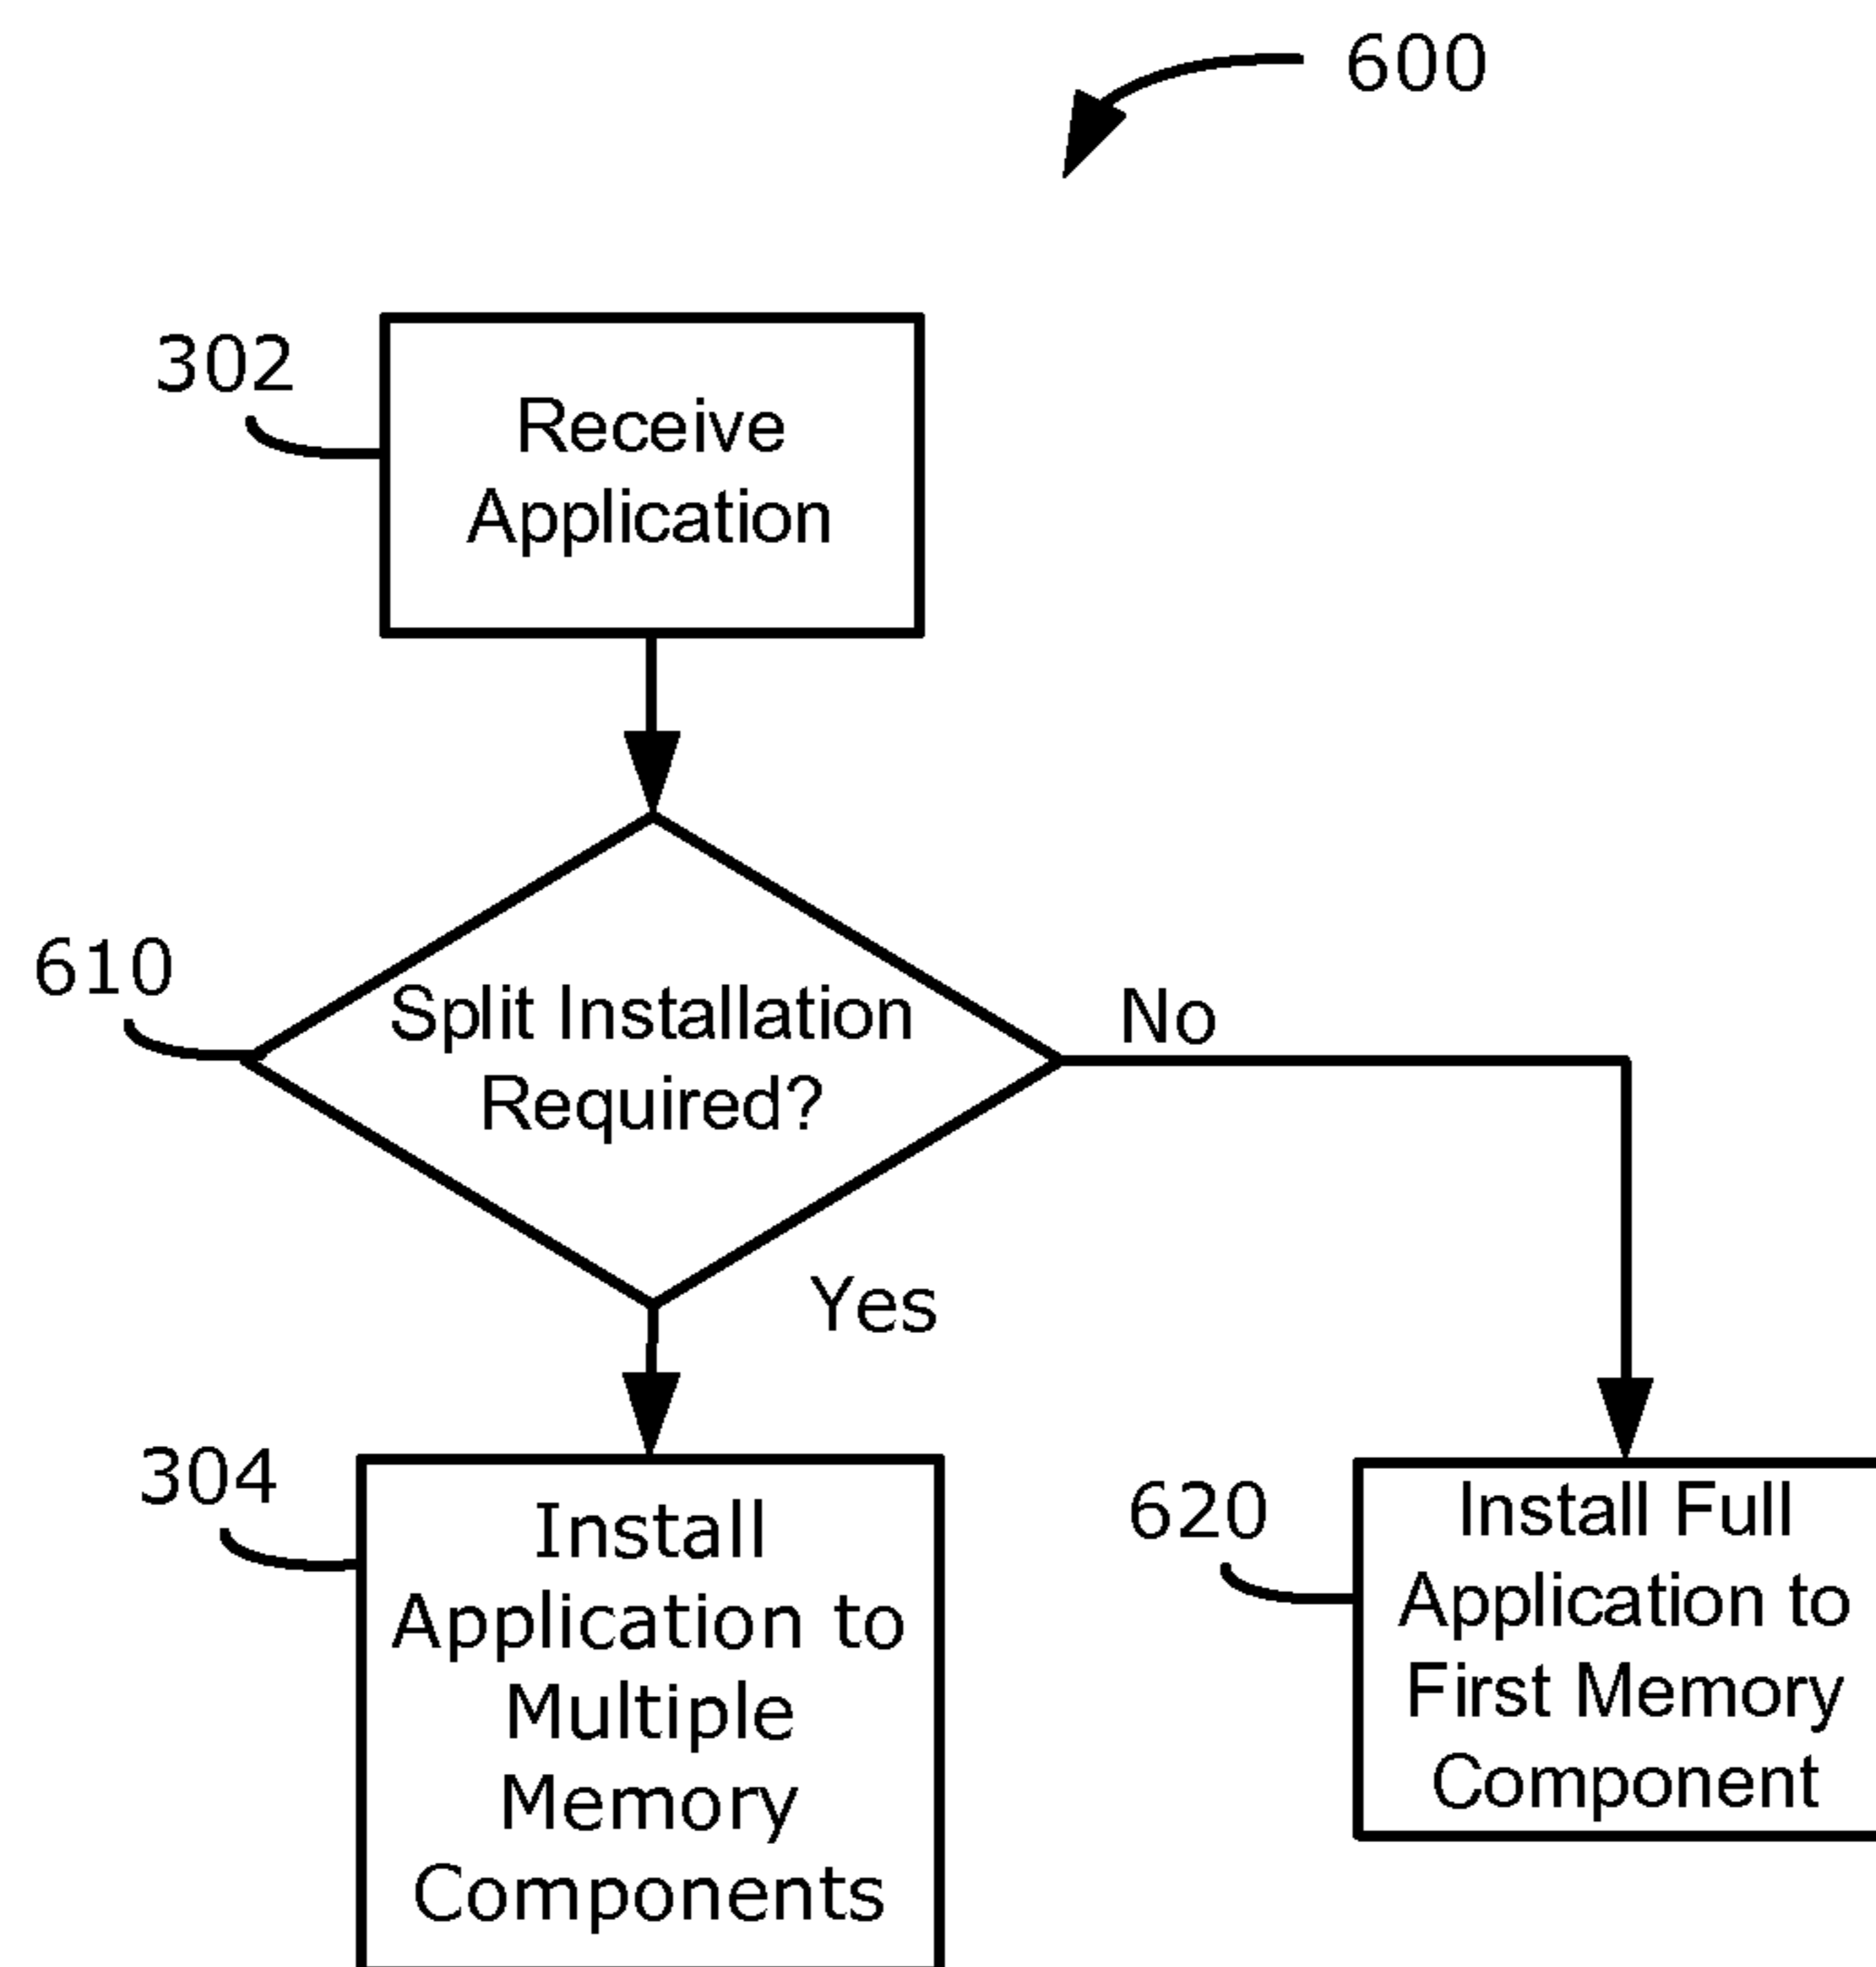 600
302
Receive
Application
610
Split Installation
Required?
No
Yes
304
Install
Application to
Multiple
Memory
Components
620
Install Full
Application to
First Memory
Component